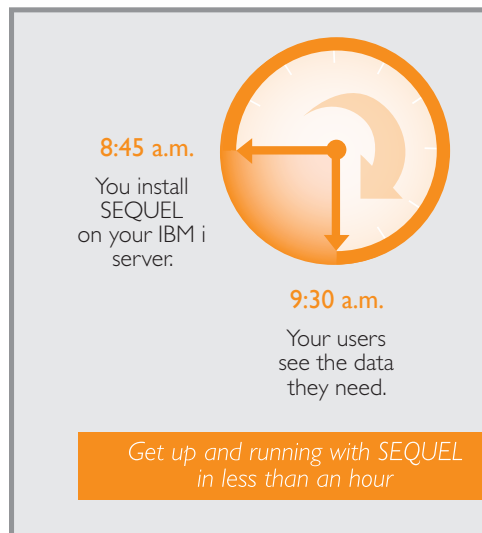 8:45 a.m.
You install
SEQUEL
on your IBM i
server.
9:30 a.m.
Your users
see the data
they need.
Get up and running with SEQUEL
in less than an hour